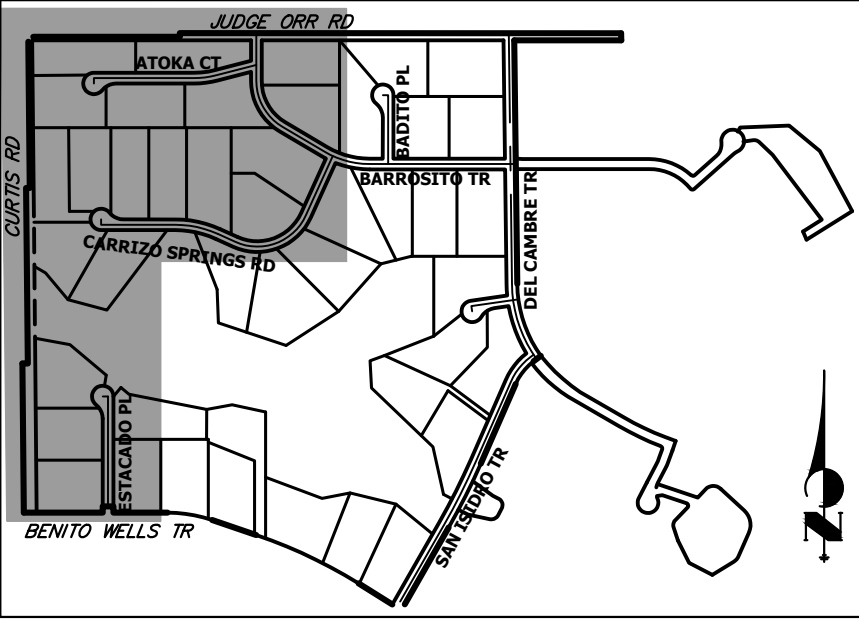 JUDGE ORR RD
ATOKA CT
BADITO PL
CURTIS RD
BARROSITO TR
DEL CAMBRE TR
CARRIZO SPRINGS RD
ESTACADO PL
SAN ISIDRO TR
BENITO WELLS TR
N